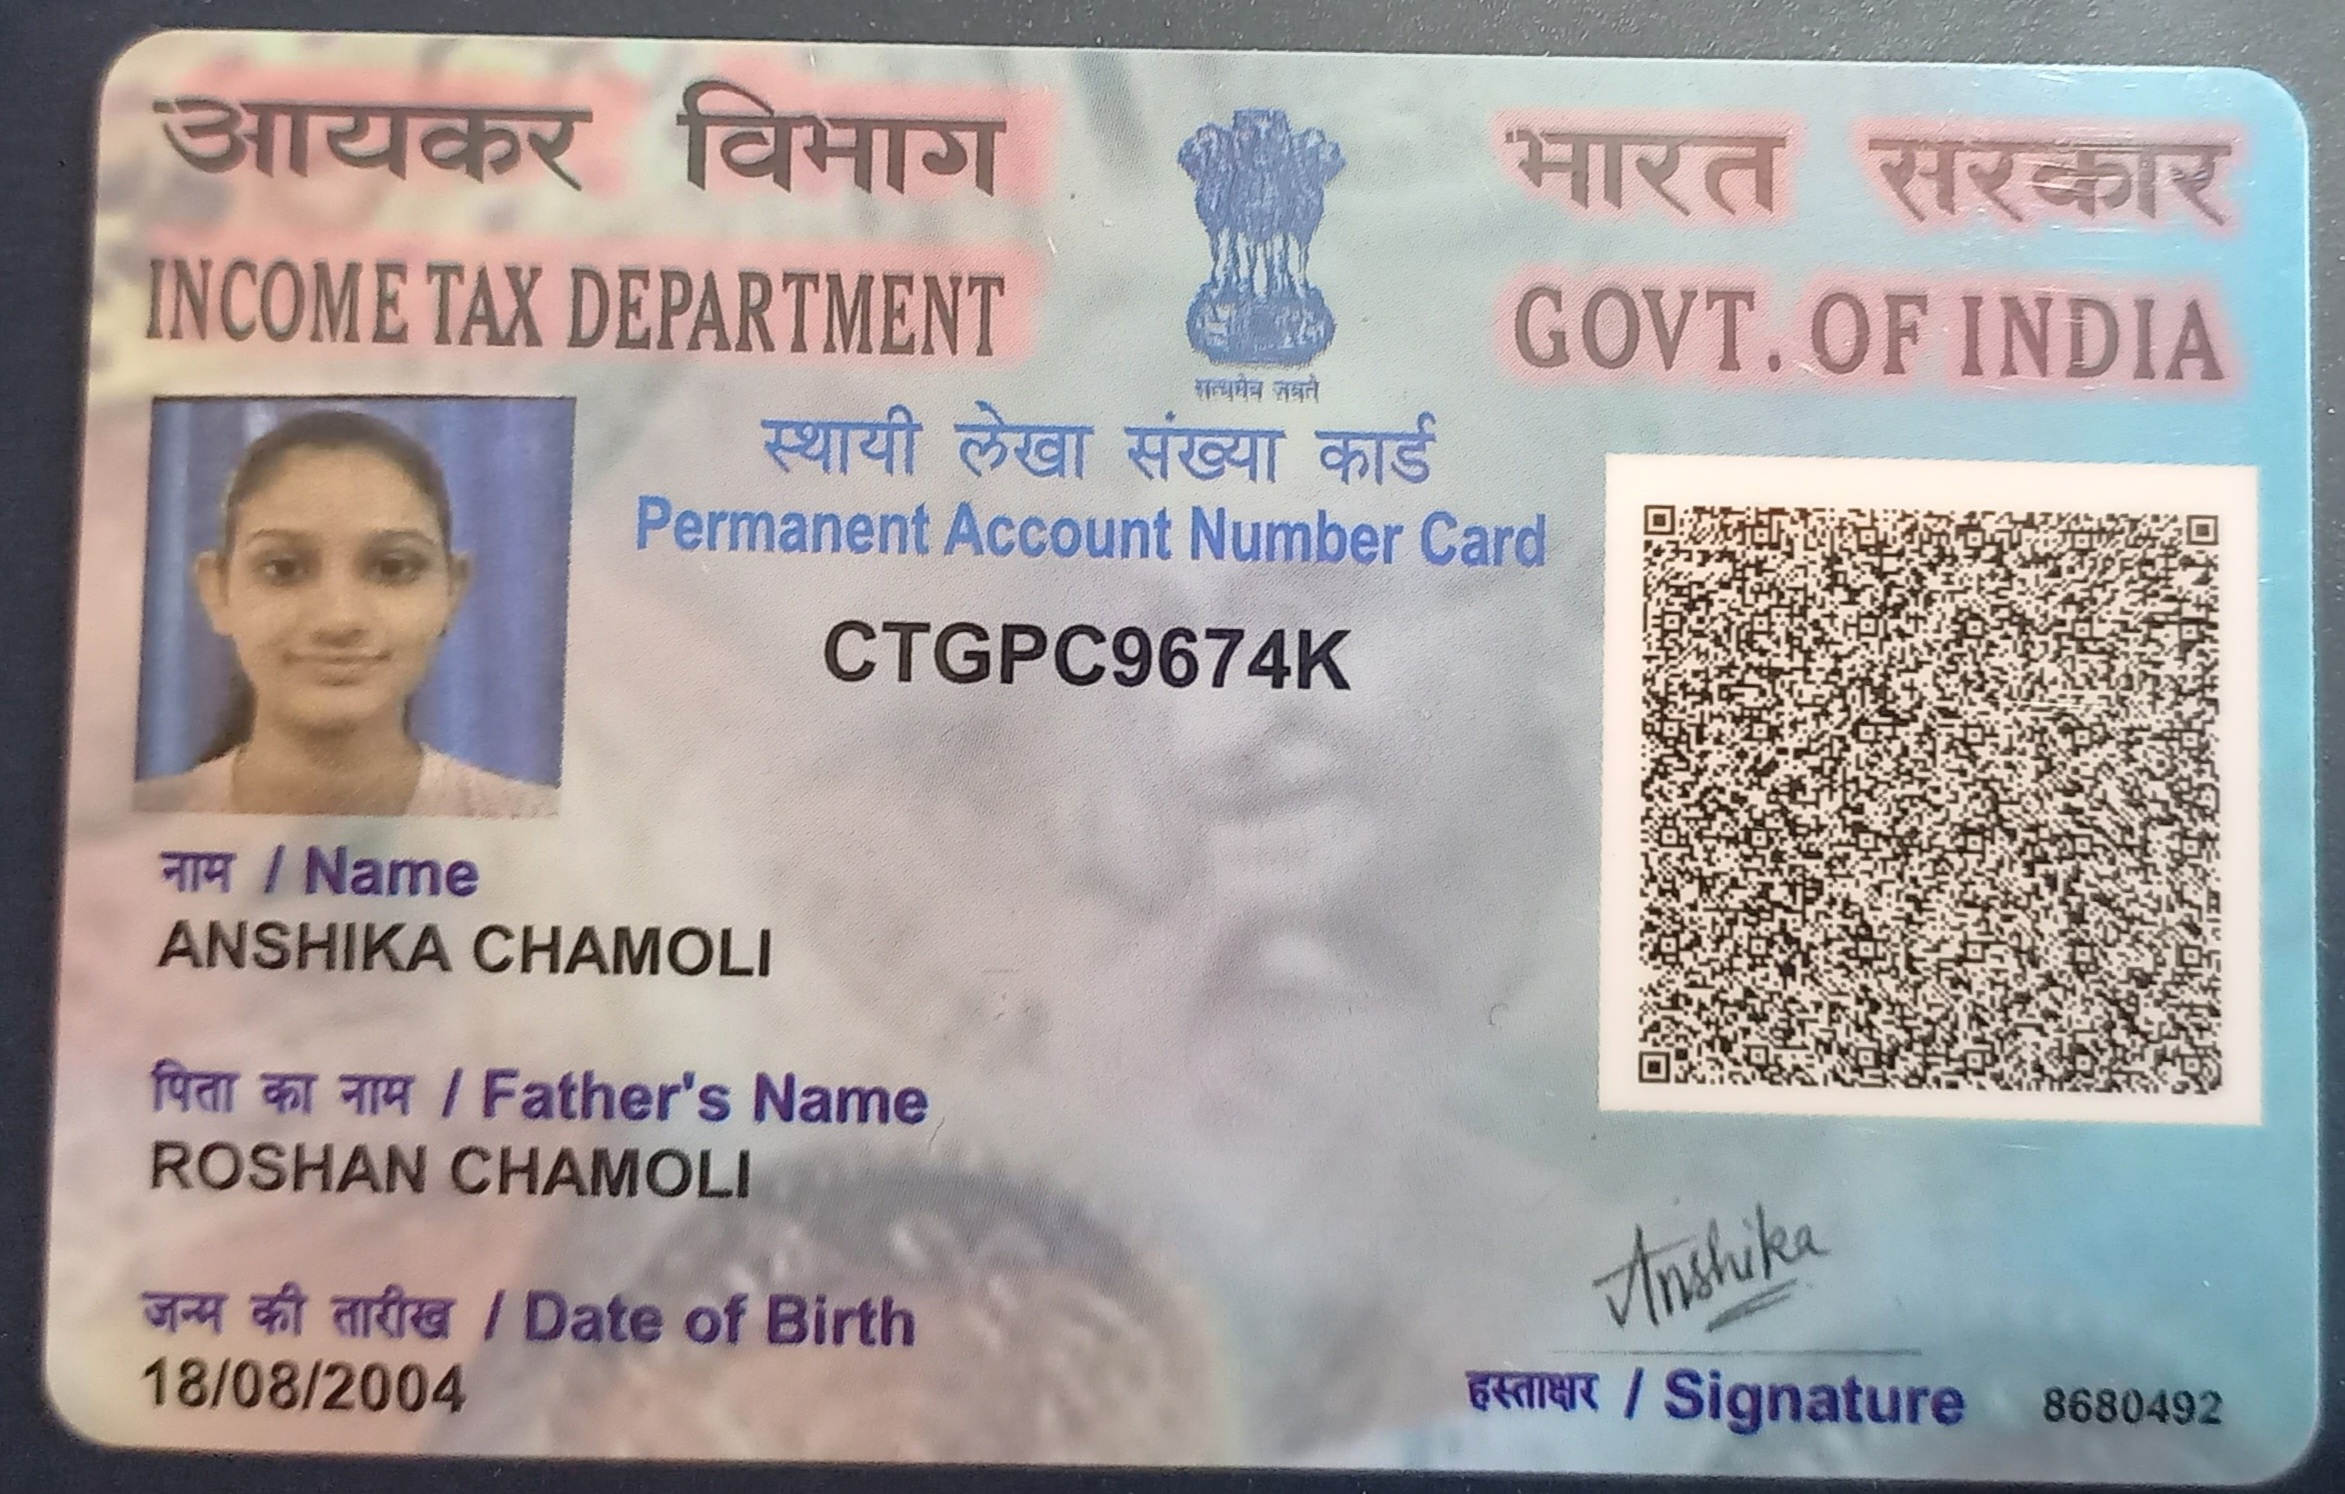 आयकर विभाग
INCOME TAX DEPARTMENT
सत्यमेव जयते
भारत सरकार
GOVT. OF INDIA
स्थायी लेखा संख्या कार्ड
Permanent Account Number Card
CTGPC9674K
नाम / Name
ANSHIKA CHAMOLI
पिता का नाम / Father's Name
ROSHAN CHAMOLI
जन्म की तारीख / Date of Birth
18/08/2004
Anshika
हस्ताक्षर / Signature
8680492